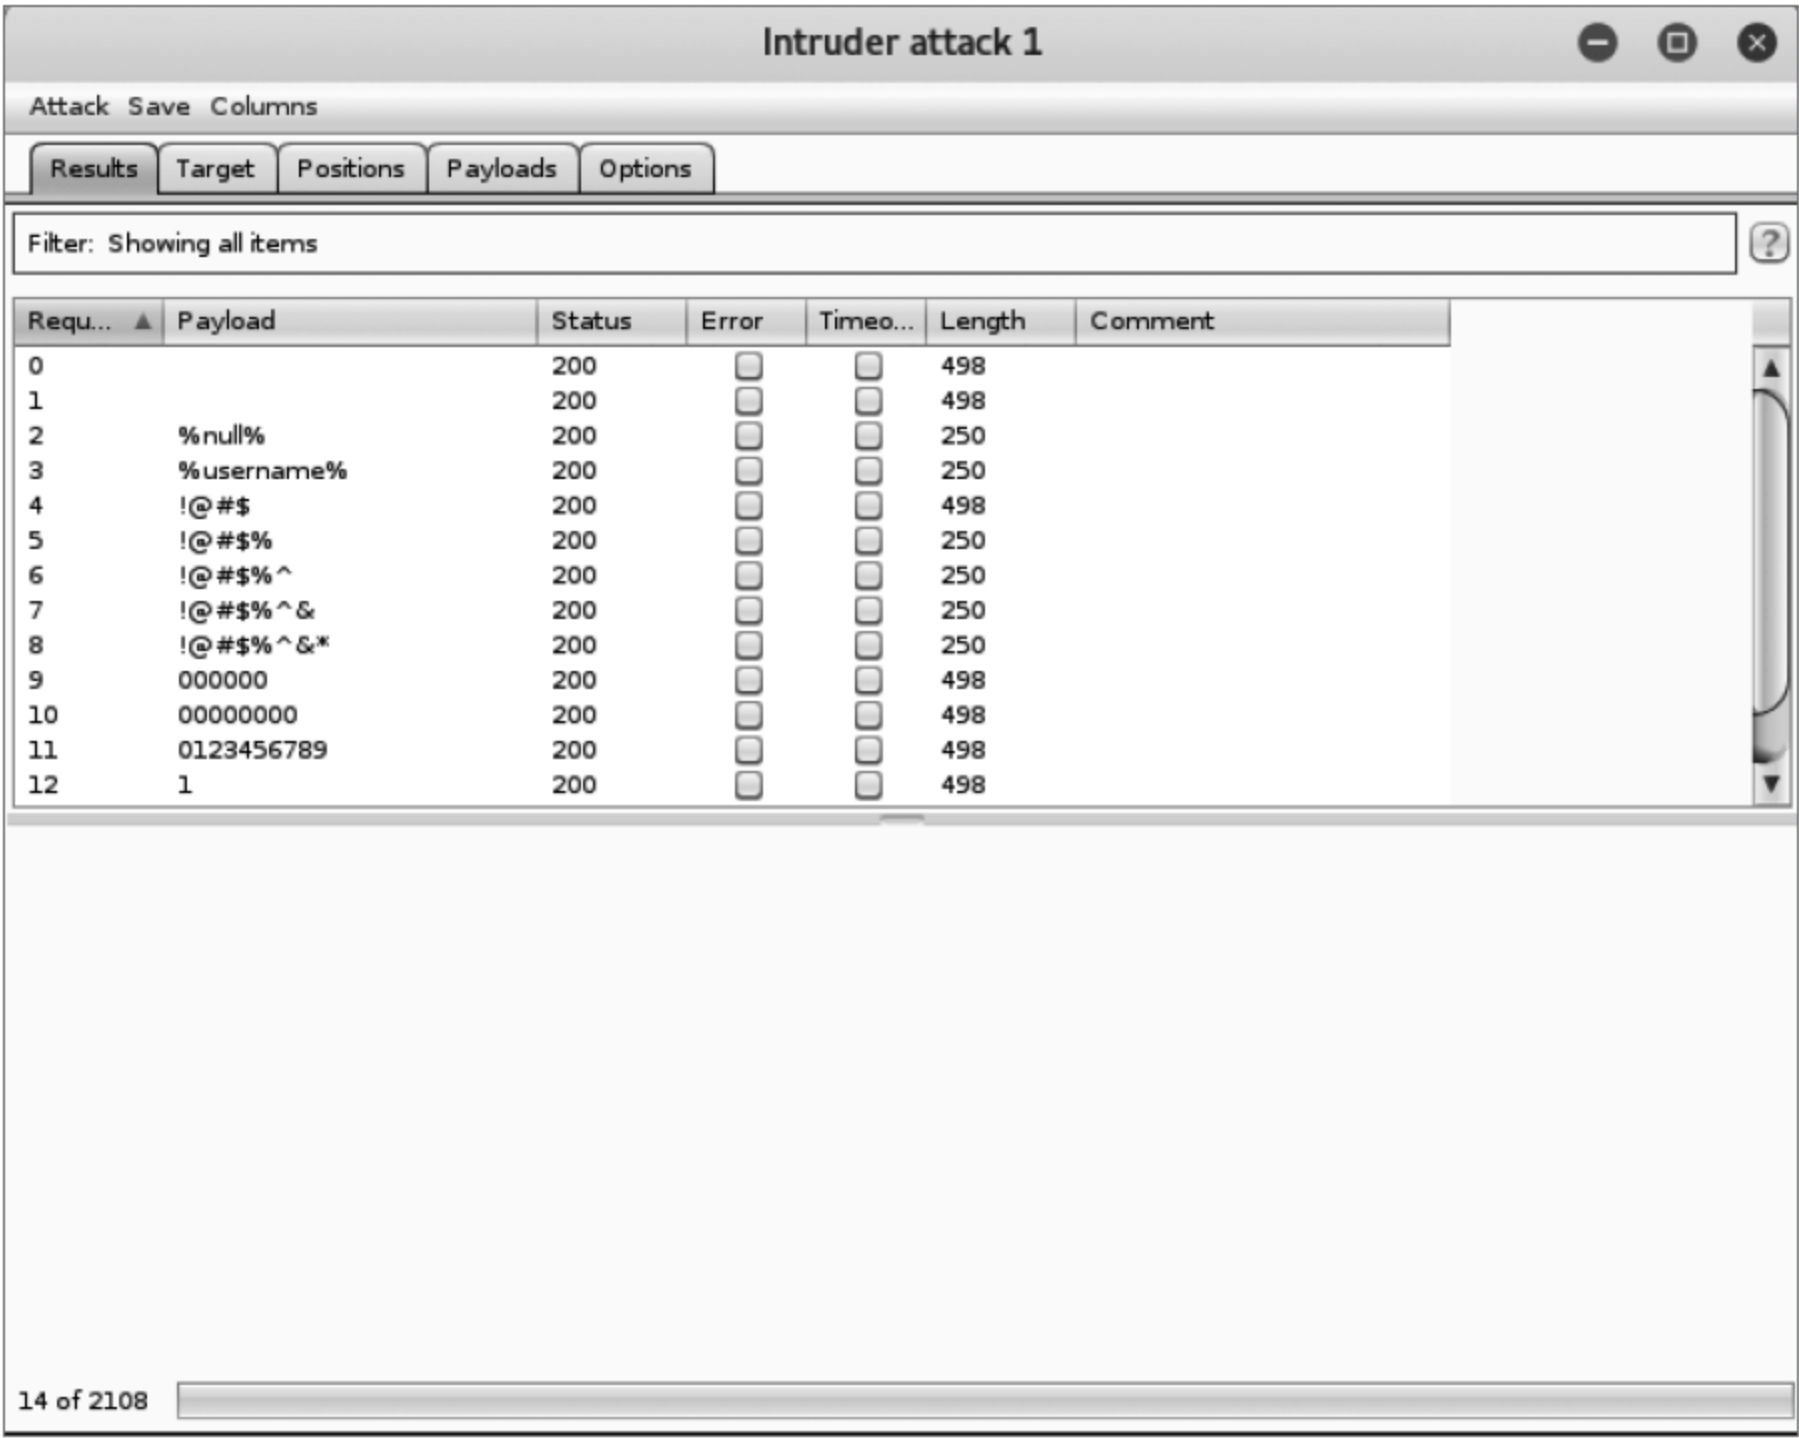 Intruder attack 1
Attack Save Columns
Results Target Positions Payloads Options
Filter: Showing all items ?
Requ... Payload Status Error Timeo... Length Comment
0 200 498
1 200 498
2 %null% 200 250
3 %username% 200 250
4 !@#$ 200 498
5 !@#$% 200 250
6 !@#$%^ 200 250
7 !@#$%^& 200 250
8 !@#$%^&* 200 250
9 000000 200 498
10 00000000 200 498
11 0123456789 200 498
12 1 200 498
14 of 2108